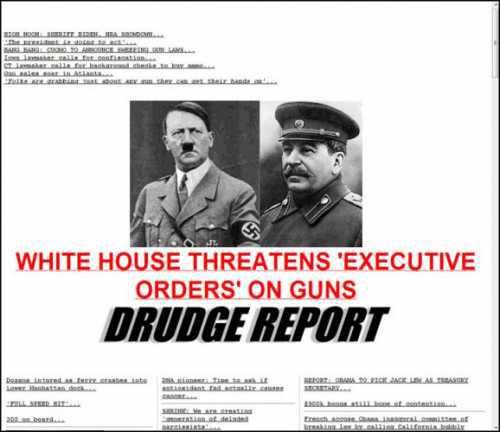 HIGH NOON: SHERIFF BIDEN, NRA SHOWDOWN...
'The president is going to act'...
BANG BANG: CUOMO TO ANNOUNCE SWEEPING GUN LAWS...
Iowa lawmaker calls for confiscation...
CT lawmaker calls for background checks to buy ammo...
Gun sales soar in Atlanta...
'Folks are grabbing just about any gun they can get their hands on'...
WHITE HOUSE THREATENS 'EXECUTIVE
ORDERS' ON GUNS
DRUDGE REPORT
Dozens injured as ferry crashes into
Lower Manhattan dock...
'FULL SPEED HIT'...
302 on board...
DNA pioneer: Time to ask if
antioxidant fad actually causes
cancer...
SHRINK: We are creating
'generation of deluded
narcissists'...
REPORT: OBAMA TO PICK JACK LEW AS TREASURY
SECRETARY...
$900k bonus still bone of contention...
French accuse Obama inaugural committee of
breaking law by calling California bubbly